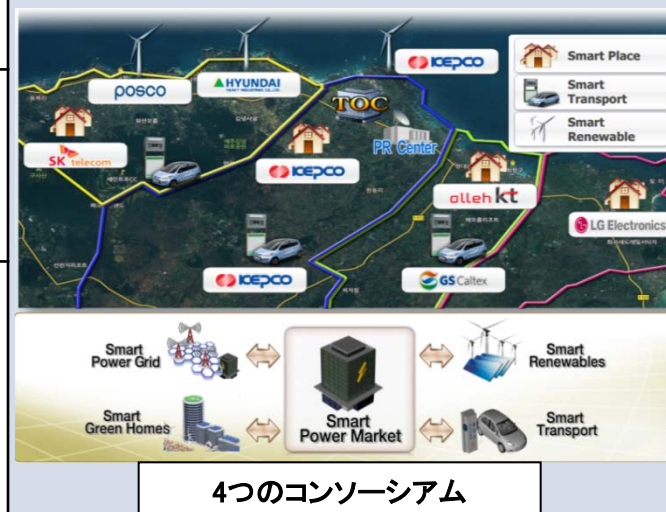 KEPCO
Smart Place
Smart
Transport
Smart
Renewable
posco
HYUNDAI
TOC
PR Center
SK telecom
KEPCO
olleh kt
LG Electronics
KEPCO
GS Caltex
Smart
Power Grid
Smart
Green Homes
Smart
Power Market
Smart
Renewables
Smart
Transport
4つのコンソーシアム